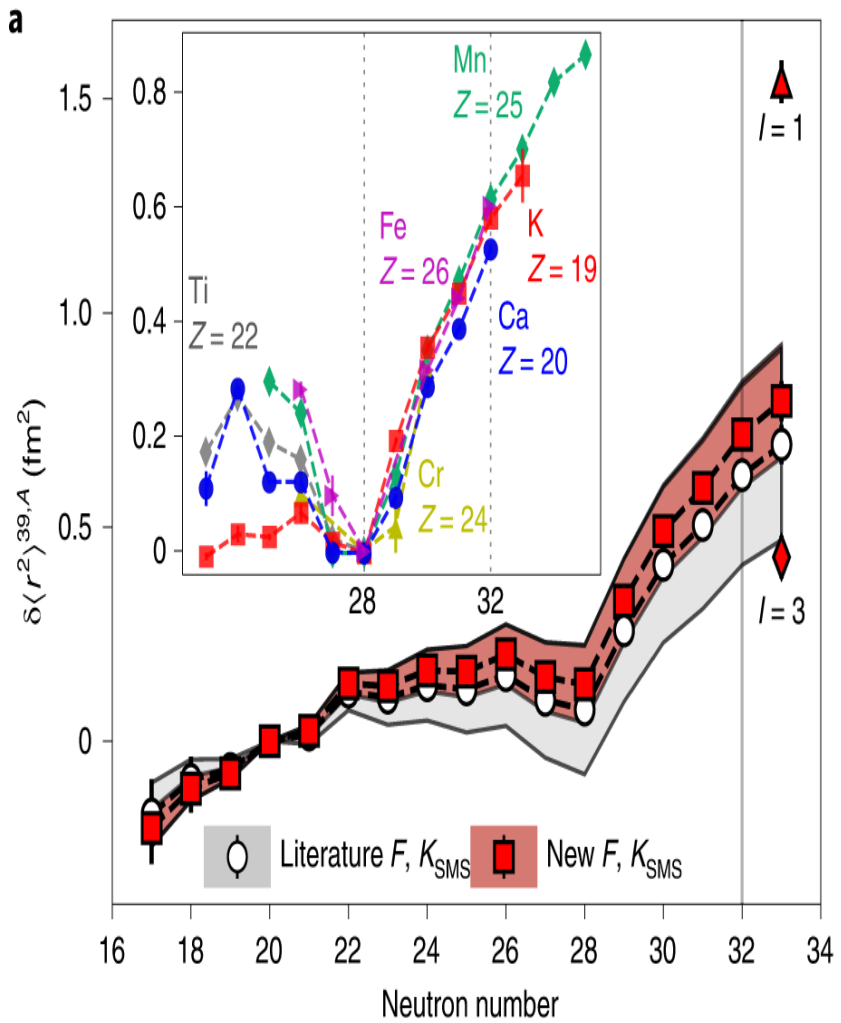 a
1.5
1.0
0.5
0
δ⟨r²⟩³⁹,ᴬ (fm²)
0.8
0.6
0.4
0.2
0
28
32
Mn
Z = 25
Fe
Z = 26
K
Z = 19
Ti
Z = 22
Ca
Z = 20
Cr
Z = 24
l = 1
l = 3
Literature F, K_SMS
New F, K_SMS
16 18 20 22 24 26 28 30 32 34
Neutron number